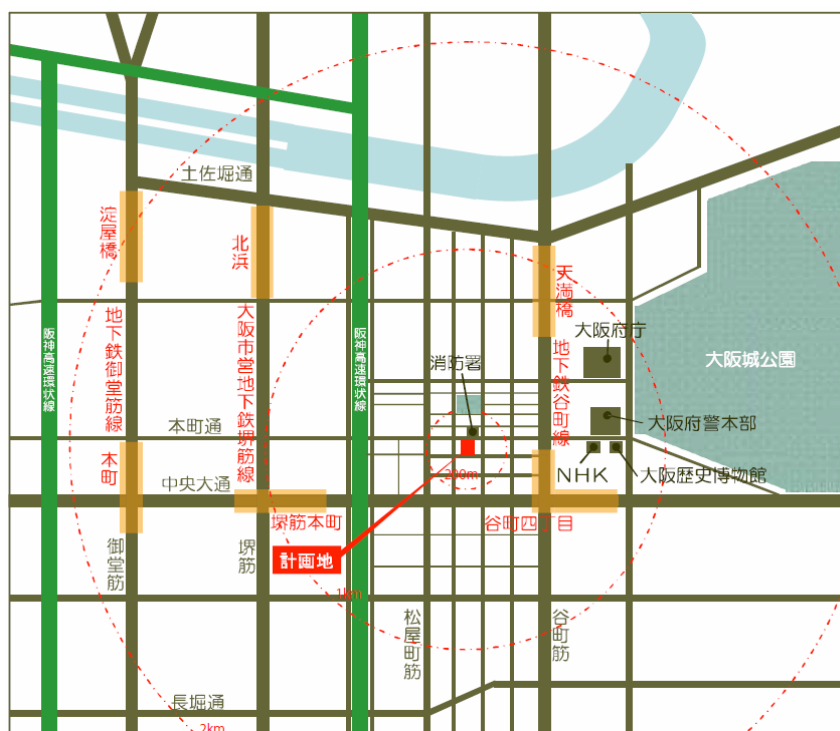 土佐堀通
淀屋橋
北浜
天満橋
大阪府庁
大阪城公園
阪神高速環状線
地下鉄御堂筋線
大阪市営地下鉄堺筋線
阪神高速環状線
消防署
地下鉄谷町線
本町通
大阪府警本部
本町
中央大通
200m
NHK
大阪歴史博物館
堺筋本町
谷町四丁目
御堂筋
堺筋
計画地
1km
松屋町筋
谷町筋
長堀通
2km